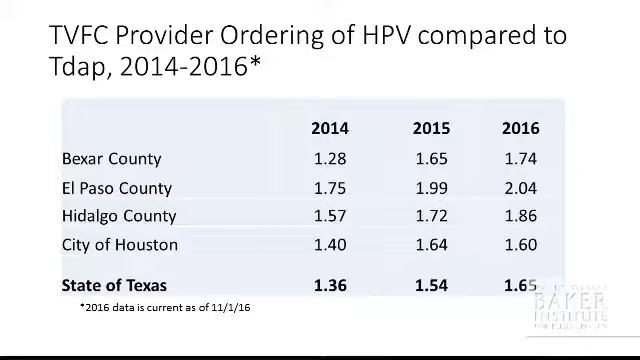 TVFC Provider Ordering of HPV compared to
Tdap, 2014-2016*
2014 2015 2016
Bexar County 1.28 1.65 1.74
El Paso County 1.75 1.99 2.04
Hidalgo County 1.57 1.72 1.86
City of Houston 1.40 1.64 1.60
State of Texas 1.36 1.54 1.65
*2016 data is current as of 11/1/16
BAKER
INSTITUTE